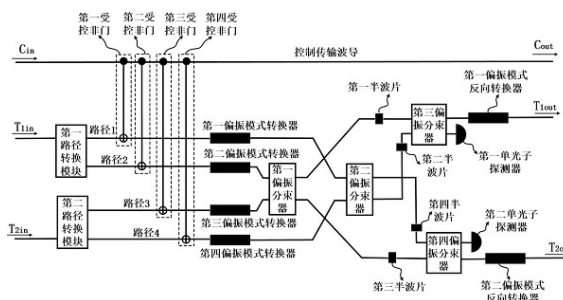 第一受控非门
第二受控非门
第三受控非门
第四受控非门
Cin
控制传输波导
Cout
第一半波片
第一偏振模式反向转换器
第三偏振分束器
T1out
T1in
第一路径转换模块
路径1
第一偏振模式转换器
路径2
第二偏振模式转换器
第二半波片
第一单光子探测器
第一偏振分束器
第二偏振分束器
第二路径转换模块
路径3
第三偏振模式转换器
第四半波片
第二单光子探测器
T2in
路径4
第四偏振模式转换器
第四偏振分束器
T2o
第三半波片
第二偏振模式反向转换器